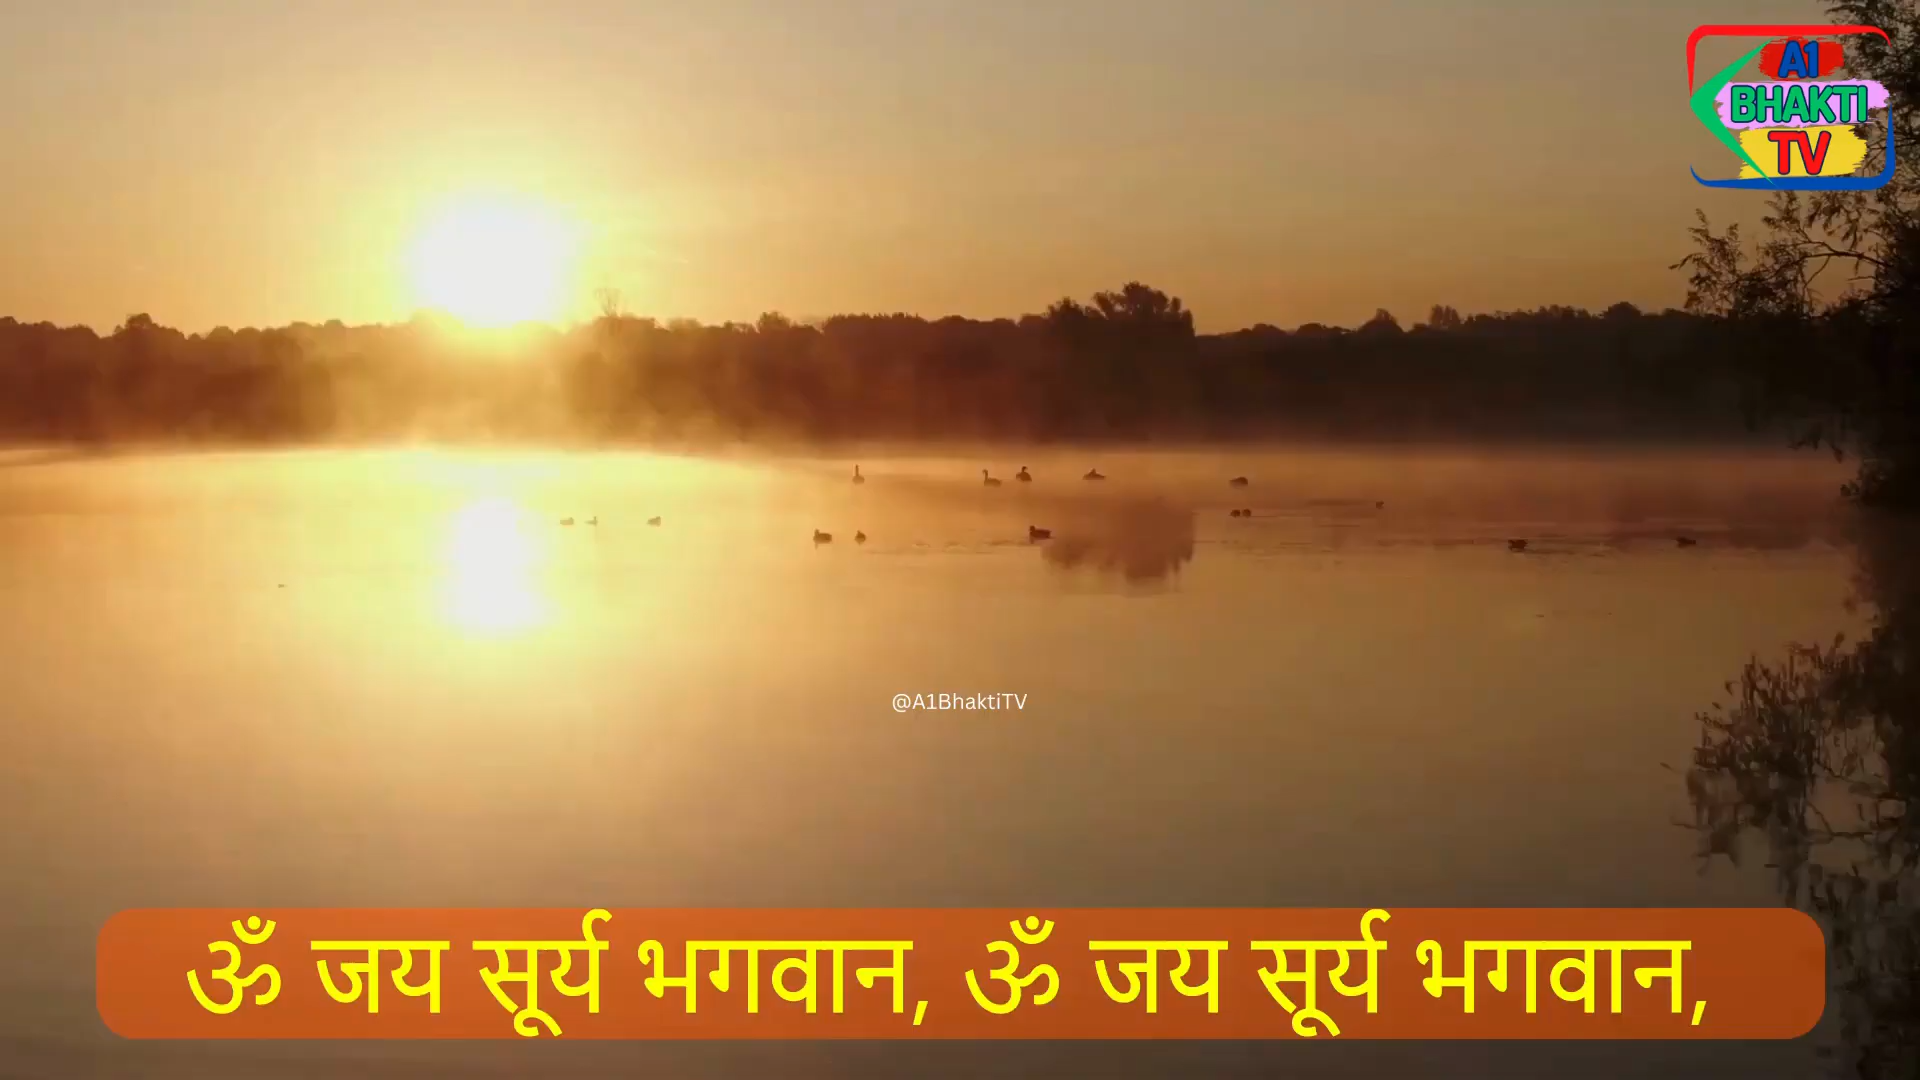 A1
BHAKTI
TV
@A1BhaktiTV
ॐ जय सूर्य भगवान, ॐ जय सूर्य भगवान,